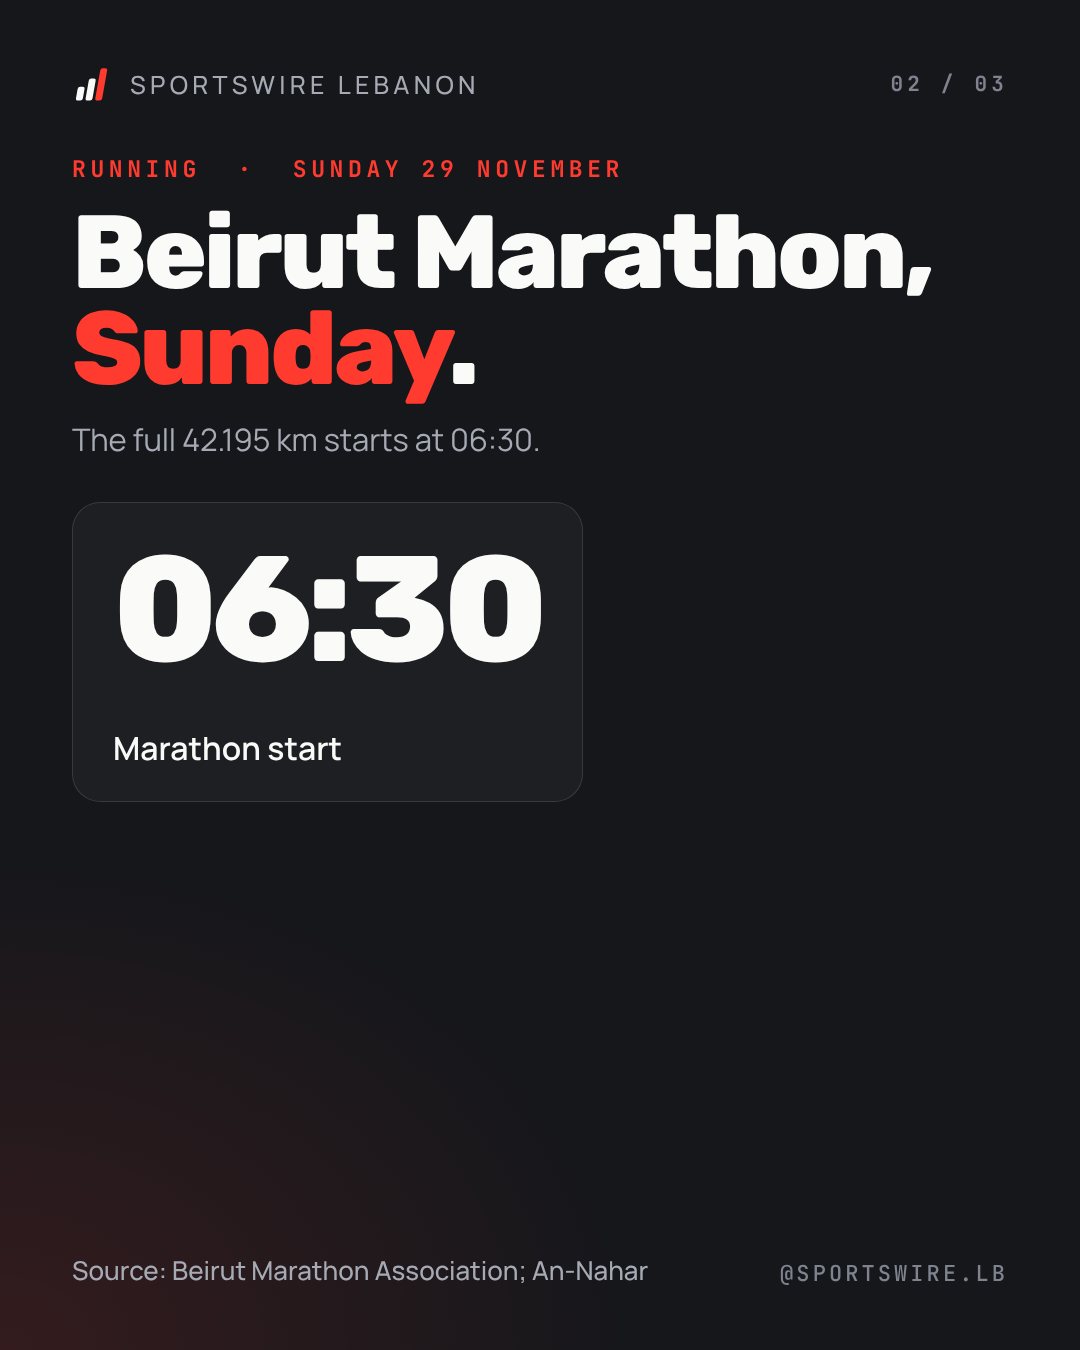 SPORTSWIRE LEBANON
02 / 03
RUNNING · SUNDAY 29 NOVEMBER
Beirut Marathon,
Sunday.
The full 42.195 km starts at 06:30.
06:30
Marathon start
Source: Beirut Marathon Association; An-Nahar
@SPORTSWIRE.LB